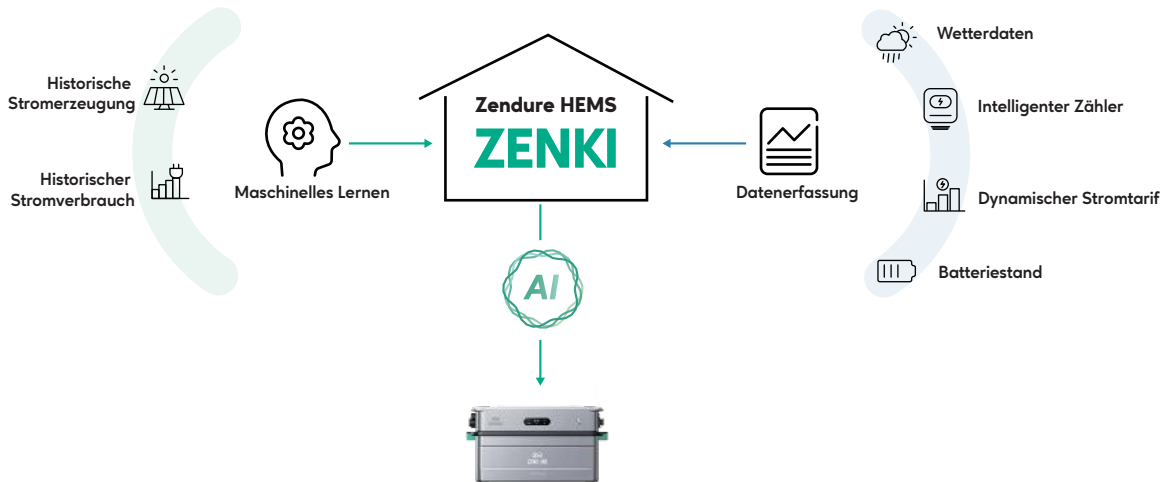 Historische
Stromerzeugung
Historischer
Stromverbrauch
Maschinelles Lernen
Zendure HEMS
ZENKI
Datenerfassung
Wetterdaten
Intelligenter Zähler
Dynamischer Stromtarif
Batteriestand
AI